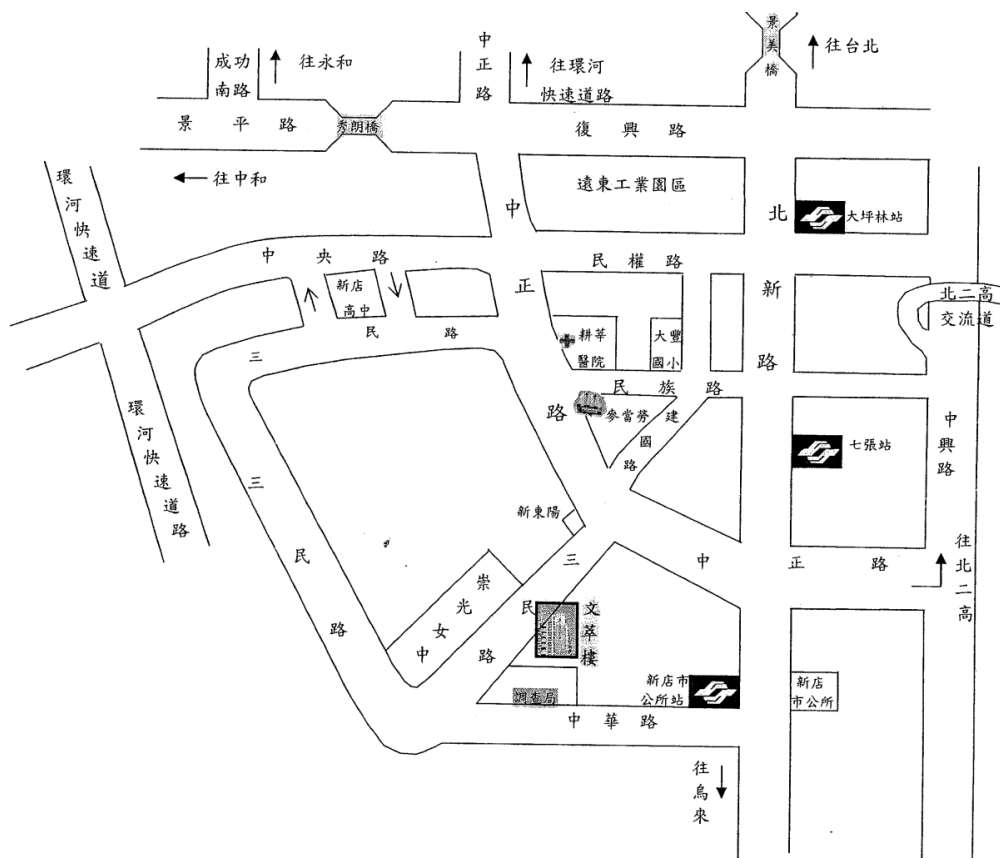 景美橋
往台北
中正路
成功
南路
往永和
往環河
快速道路
景平路
秀朗橋
復興路
往中和
遠東工業園區
環河快速道
中正路
北新路
大坪林站
中央路
民權路
新店
高中
北二高
交流道
三民路
耕莘
醫院
大豐
國小
民族路
麥當勞
建國路
環河快速道路
七張站
中興路
新東陽
三民路
中正路
往北二高
三民路
崇光女中
文萃樓
調查局
新店市
公所站
新店
市公所
中華路
往烏來